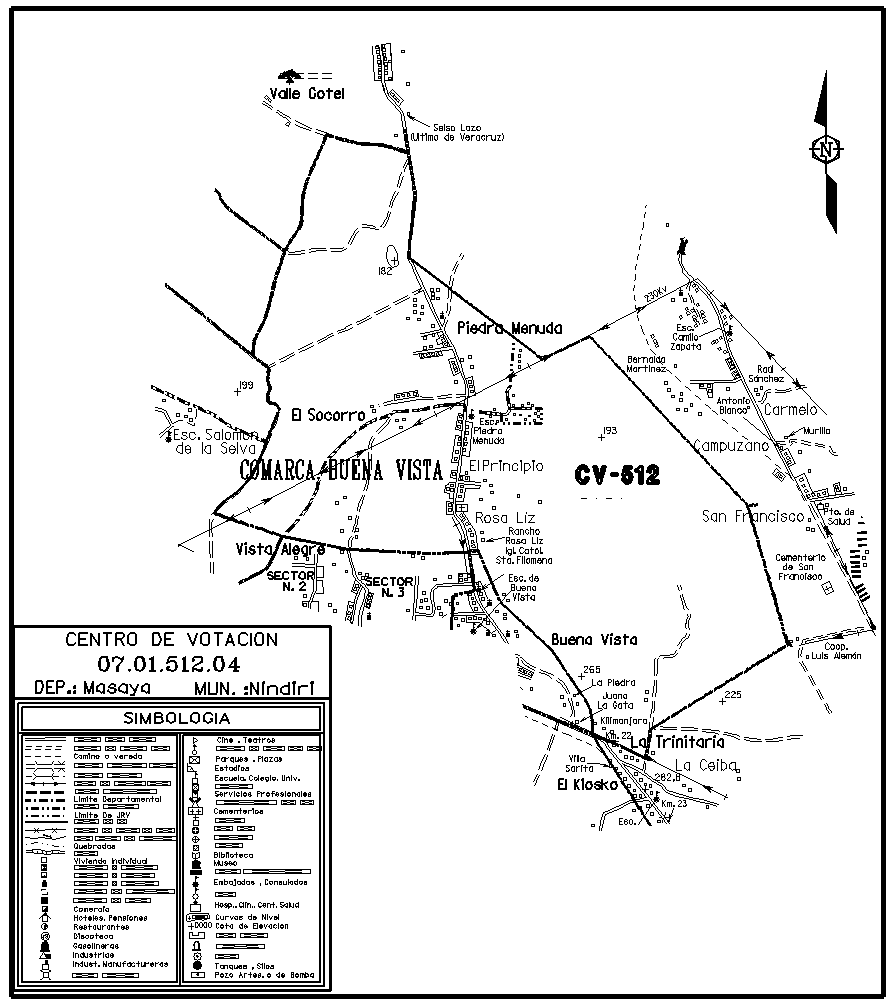 Valle Gotel
Selso Lazo
(Ultimo de Veracruz)
N
182
230Kv
Piedra Menuda
Esc.
Camilo
Zapata
Bernalda
Martinez
Raul
Sánchez
199
Antonio
Blanco
Carmelo
El Socorro
Esc.
Piedra
Menuda
193
Murillo
Esc. Salomon
de la Selva
Campuzano
COMARCA BUENA VISTA
El Principio
CV-512
Rosa Liz
San Francisco
Pto. de
Salud
Rancho
Rosa Liz
Igl. Catol.
Sta. Filomena
Vista Alegre
SECTOR
N. 2
SECTOR
N. 3
Esc. de
Buena
Vista
Cementerio
de San
Francisco
Buena Vista
Coop.
Luis Alemán
265
La Piedra
Juana
La Gata
225
Kilimanjaro
Km. 22
La Trinitaria
Villa
Sarita
La Ceiba
El Kiosko
262,8
Km. 23
Esc.
CENTRO DE VOTACION
07.01.512.04
DEP.: Masaya MUN. :Nindiri
SIMBOLOGIA
Camino o vereda
Limite Departamental
Limite De JRV
Quebradas
Vivienda Individual
Comercio
Hoteles, Pensiones
Restaurantes
Discoteca
Gasolineras
Industrias
Indust. Manufactureras
Cine , Teatros
Parques , Plazas
Estadios
Escuela, Colegio, Univ.
Servicios Profesionales
Cementerios
Biblioteca
Museo
Embajadas , Consulados
Hosp., Clin., Cent. Salud
Curvas de Nivel
+0000 Cota de Elevacion
Tanques , Silos
Pozo Artes. o de Bomba